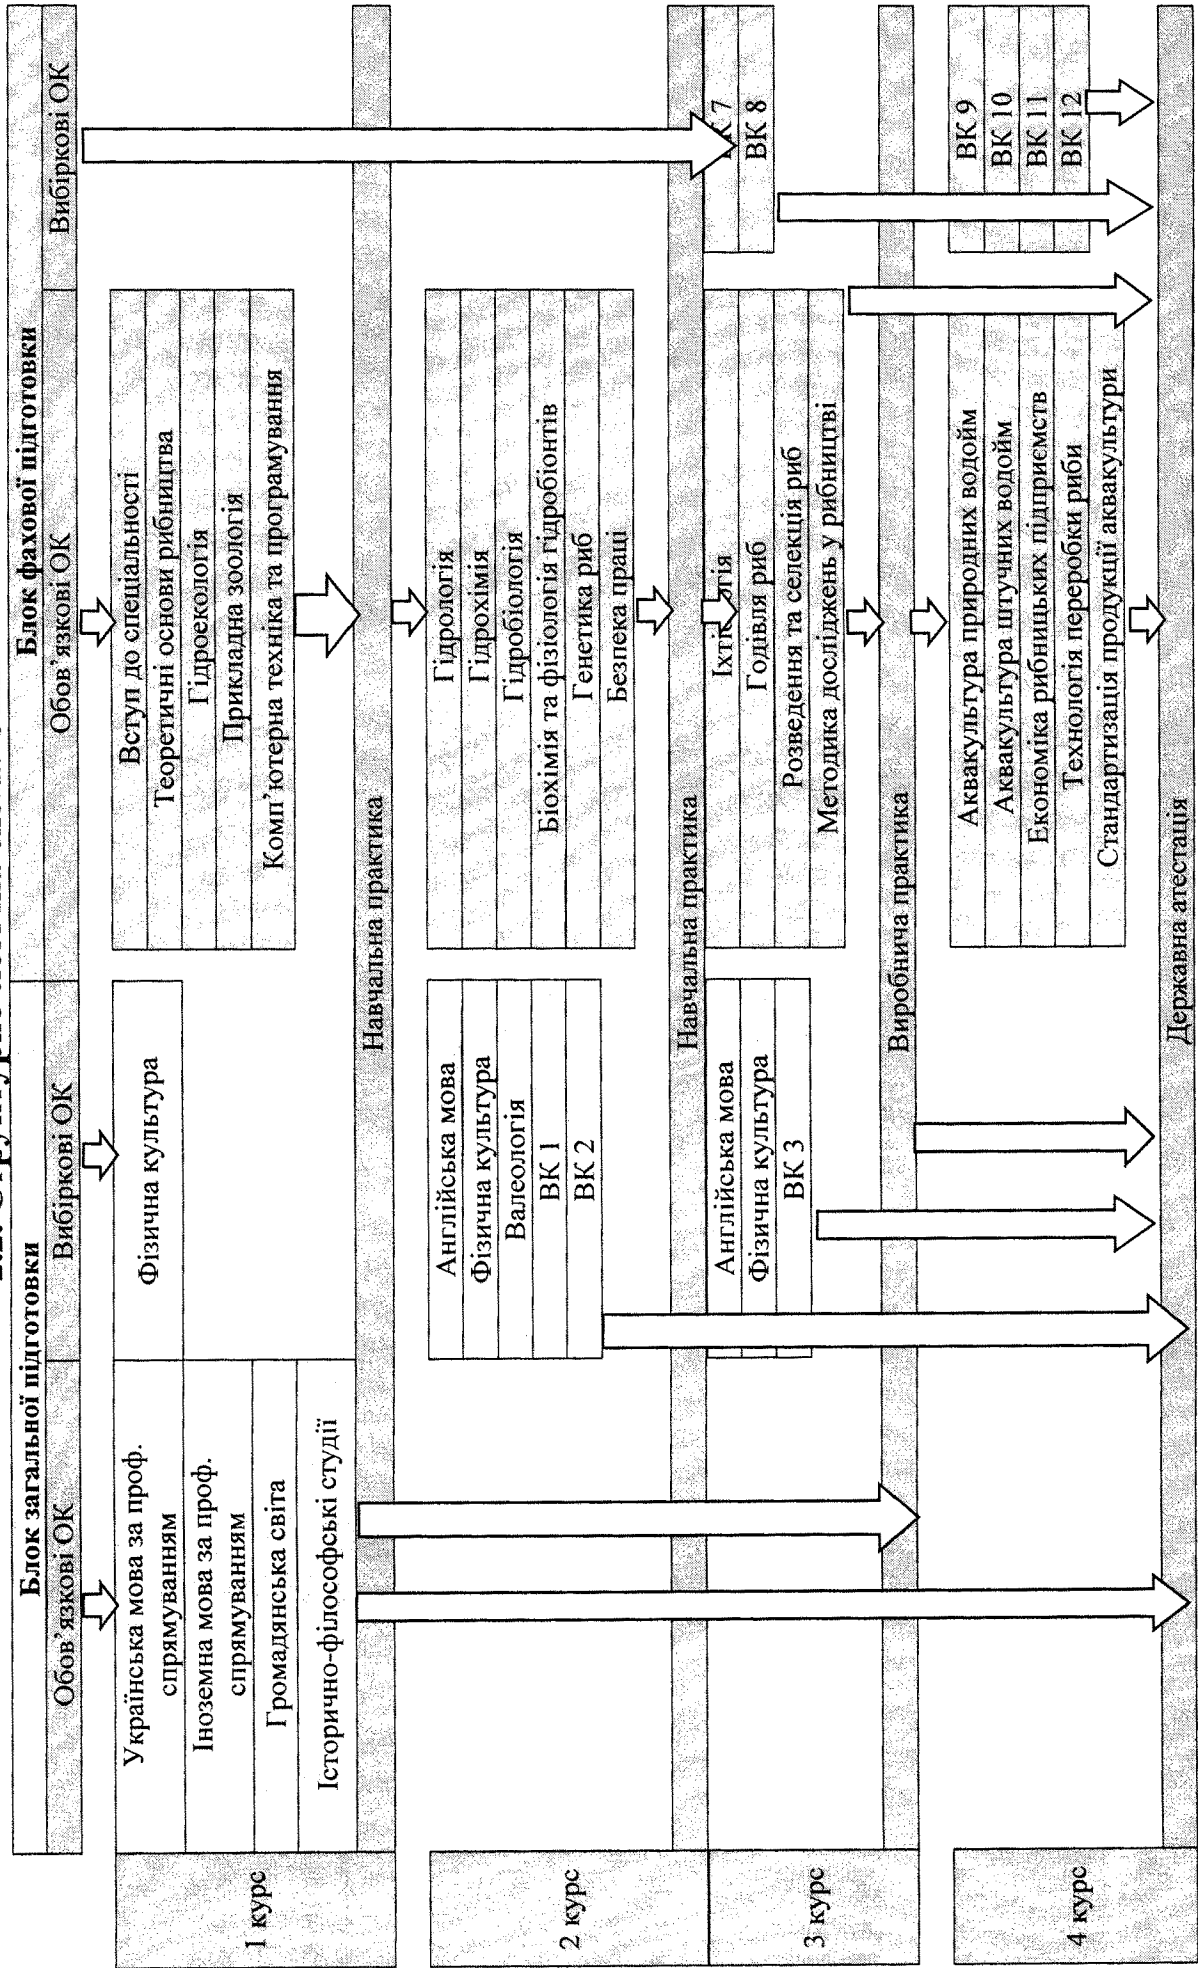 Блок загальної підготовки
Блок фахової підготовки
Обов’язкові ОК
Вибіркові ОК
Обов’язкові ОК
Вибіркові ОК
1 курс
Українська мова за проф.
спрямуванням
Іноземна мова за проф.
спрямуванням
Громадянська світа
Історично-філософські студії
Фізична культура
Вступ до спеціальності
Теоретичні основи рибництва
Гідроекологія
Прикладна зоологія
Комп’ютерна техніка та програмування
Навчальна практика
2 курс
Англійська мова
Фізична культура
Валеологія
ВК 1
ВК 2
Гідрологія
Гідрохімія
Гідробіологія
Біохімія та фізіологія гідробіонтів
Генетика риб
Безпека праці
Навчальна практика
3 курс
Англійська мова
Фізична культура
ВК 3
Годівля риб
Розведення та селекція риб
Методика досліджень у рибництві
7
ВК 8
Виробнича практика
4 курс
Аквакультура природних водойм
Аквакультура штучних водойм
Економіка рибницьких підприємств
Технологія переробки риби
Стандартизація продукції аквакультури
ВК 9
ВК 10
ВК 11
ВК 12
Державна атестація